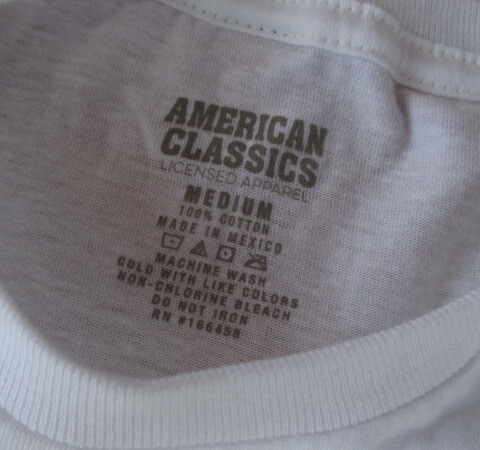 AMERICAN
CLASSICS
LICENSED APPAREL
MEDIUM
100% COTTON
MADE IN MEXICO
MACHINE WASH
COLD WITH LIKE COLORS
NON-CHLORINE BLEACH
DO NOT IRON
RN #166458